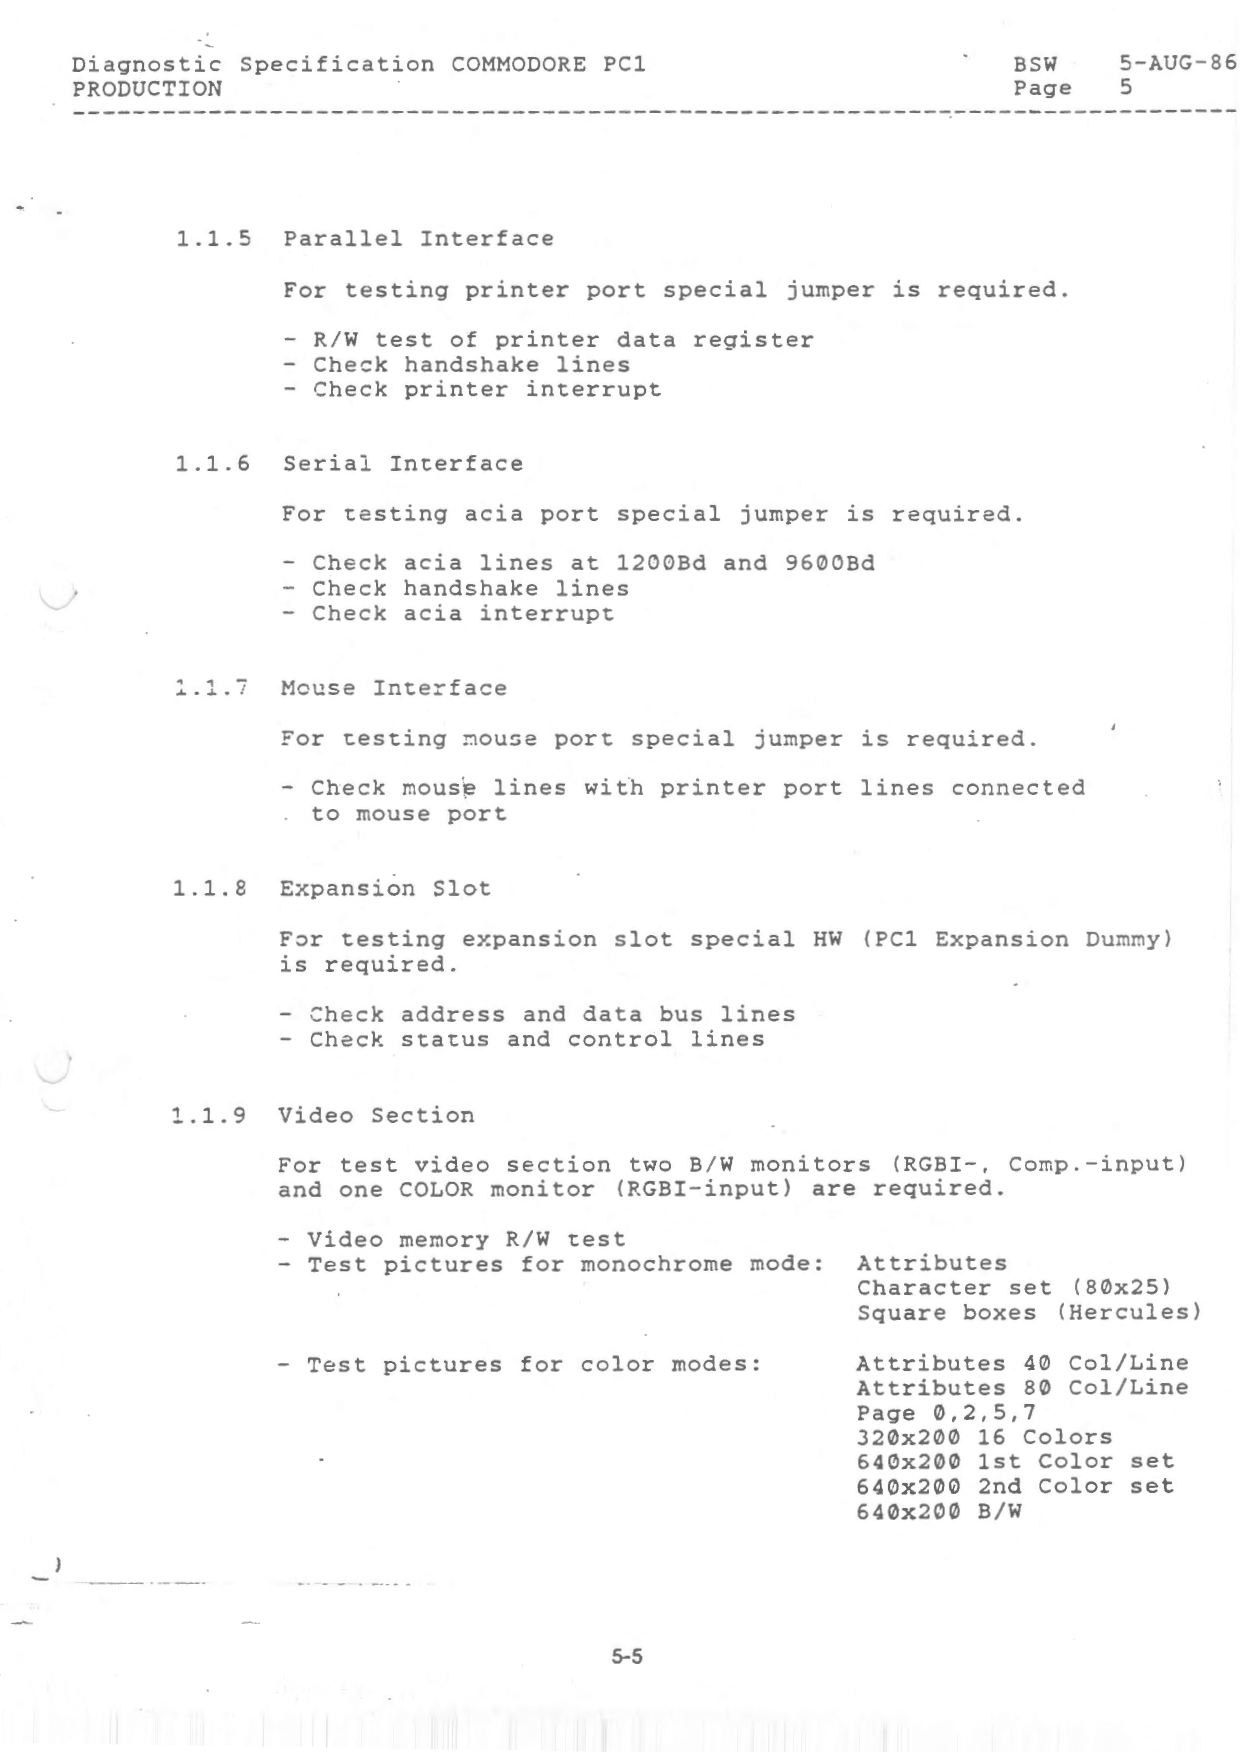 Diagnostic Specification COMMODORE PC1 BSW 5-AUG-86
PRODUCTION Page 5
1.1.5 Parallel Interface
For testing printer port special jumper is required.
- R/W test of printer data register
- Check handshake lines
- Check printer interrupt
1.1.6 Serial Interface
For testing acia port special jumper is required.
- Check acia lines at 1200Bd and 9600Bd
- Check handshake lines
- Check acia interrupt
1.1.7 Mouse Interface
For testing mouse port special jumper is required.
- Check mouse lines with printer port lines connected
to mouse port
1.1.8 Expansion Slot
For testing expansion slot special HW (PC1 Expansion Dummy)
is required.
- Check address and data bus lines
- Check status and control lines
1.1.9 Video Section
For test video section two B/W monitors (RGBI-, Comp.-input)
and one COLOR monitor (RGBI-input) are required.
- Video memory R/W test
- Test pictures for monochrome mode: Attributes
Character set (80x25)
Square boxes (Hercules)
- Test pictures for color modes: Attributes 40 Col/Line
Attributes 80 Col/Line
Page 0,2,5,7
320x200 16 Colors
640x200 1st Color set
640x200 2nd Color set
640x200 B/W
5-5